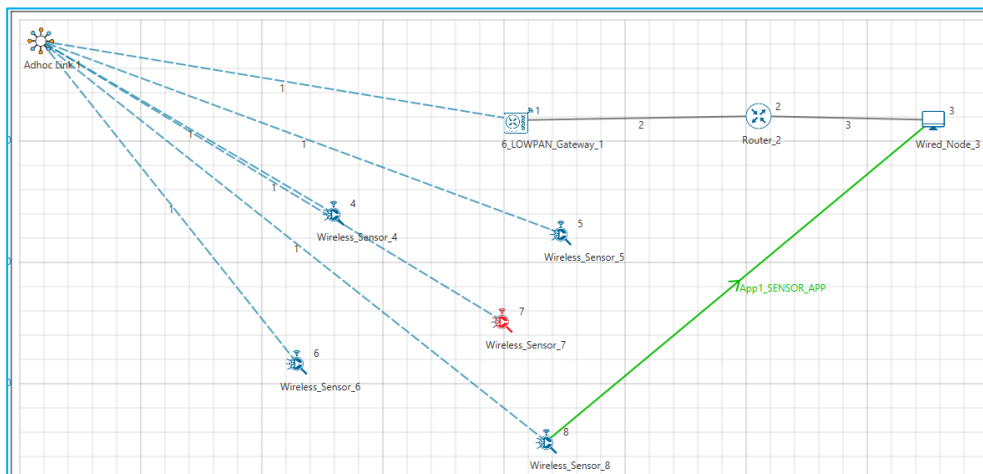 Adhoc Link 1
1
1
6_LOWPAN_Gateway_1
2
2
Router_2
3
3
Wired_Node_3
1
1
1
4
Wireless_Sensor_4
5
Wireless_Sensor_5
1
1
App1_SENSOR_APP
7
Wireless_Sensor_7
6
Wireless_Sensor_6
8
Wireless_Sensor_8